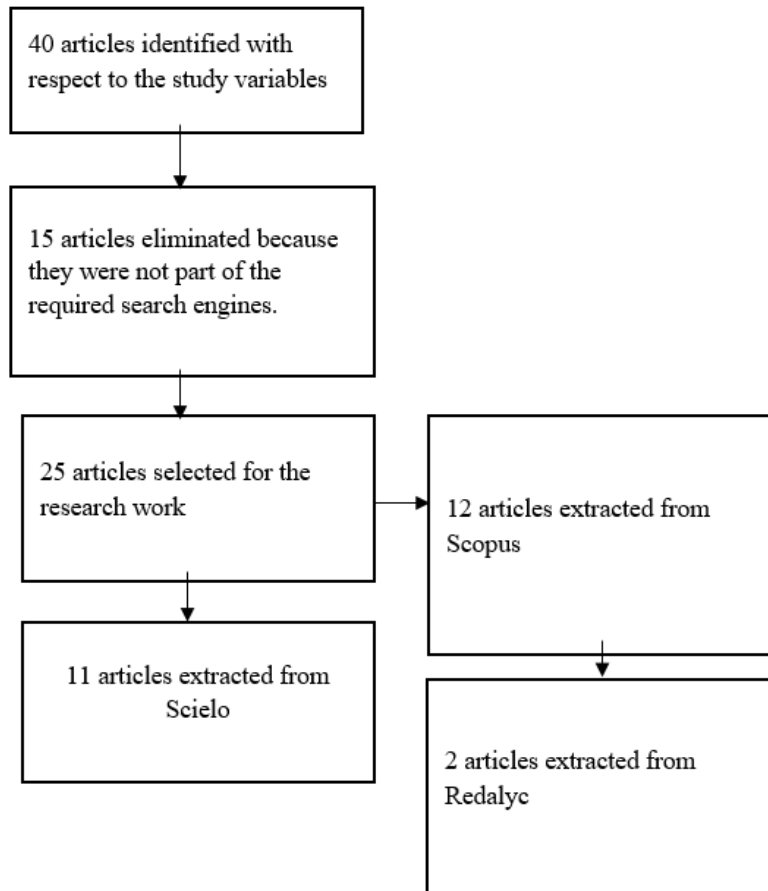 40 articles identified with
respect to the study variables
15 articles eliminated because
they were not part of the
required search engines.
25 articles selected for the
research work
12 articles extracted from
Scopus
11 articles extracted from
Scielo
2 articles extracted from
Redalyc